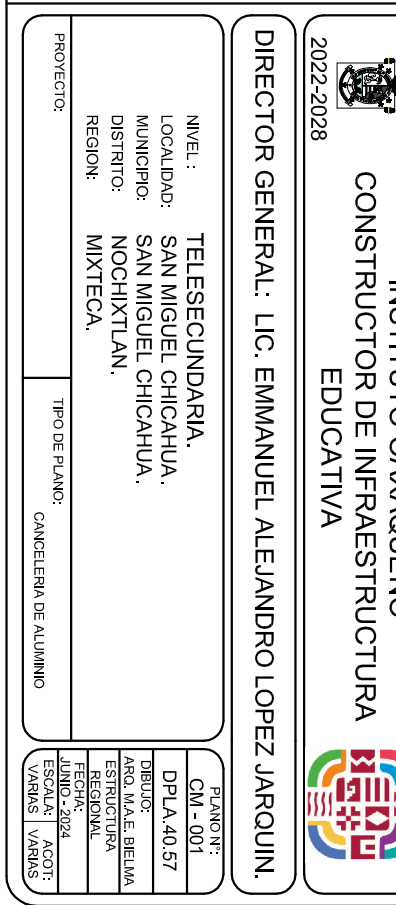 INSTITUTO OAXAQUEÑO
CONSTRUCTOR DE INFRAESTRUCTURA
EDUCATIVA
2022-2028
DIRECTOR GENERAL: LIC. EMMANUEL ALEJANDRO LOPEZ JARQUIN.
NIVEL : TELESECUNDARIA.
LOCALIDAD: SAN MIGUEL CHICAHUA.
MUNICIPIO: SAN MIGUEL CHICAHUA.
DISTRITO: NOCHIXTLAN.
REGION: MIXTECA.
PROYECTO:
TIPO DE PLANO:
CANCELERIA DE ALUMINIO
PLANO N°:
CM - 001
DPLA-40.57
DIBUJO:
ARQ. M.A.E. BIELMA
ESTRUCTURA
REGIONAL
FECHA:
JUNIO - 2024
ESCALA: ACOT:
VARIAS VARIAS